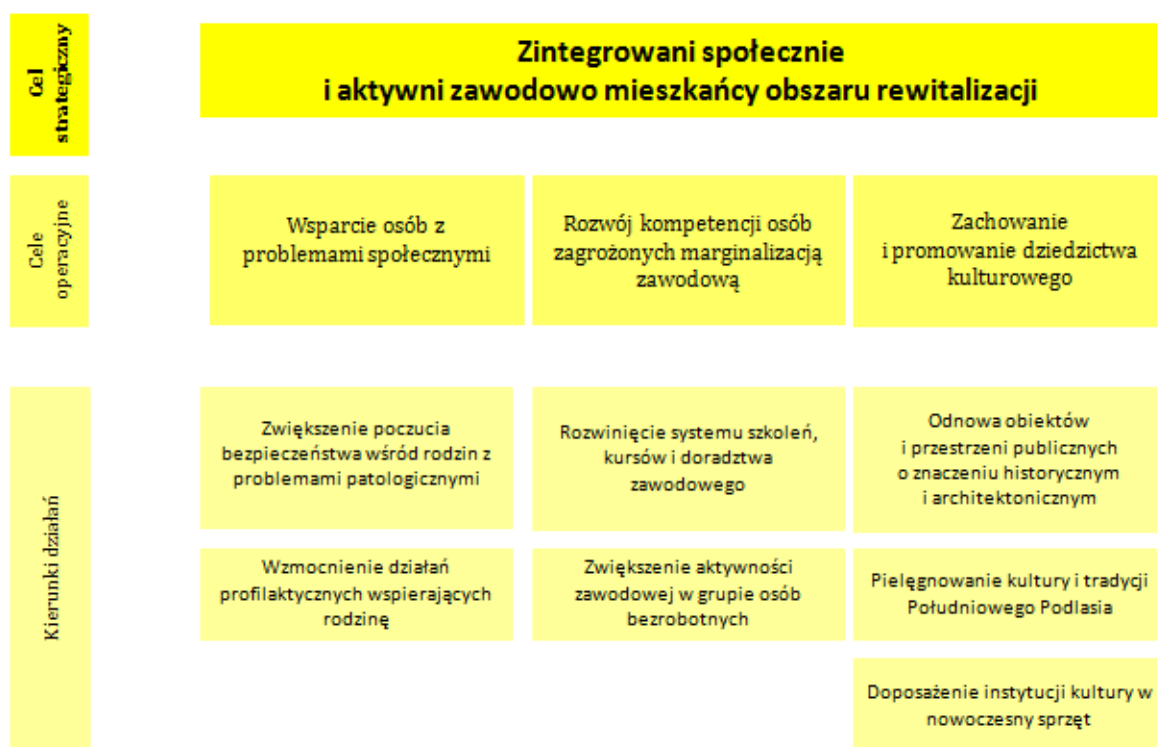 Cel
strategiczny
Zintegrowani społecznie
i aktywni zawodowo mieszkańcy obszaru rewitalizacji
Cele
operacyjne
Wsparcie osób z
problemami społecznymi
Rozwój kompetencji osób
zagrożonych marginalizacją
zawodową
Zachowanie
i promowanie dziedzictwa
kulturowego
Kierunki działań
Zwiększenie poczucia
bezpieczeństwa wśród rodzin z
problemami patologicznymi
Rozwinięcie systemu szkoleń,
kursów i doradztwa
zawodowego
Odnowa obiektów
i przestrzeni publicznych
o znaczeniu historycznym
i architektonicznym
Wzmocnienie działań
profilaktycznych wspierających
rodzinę
Zwiększenie aktywności
zawodowej w grupie osób
bezrobotnych
Pielęgnowanie kultury i tradycji
Południowego Podlasia
Doposażenie instytucji kultury w
nowoczesny sprzęt